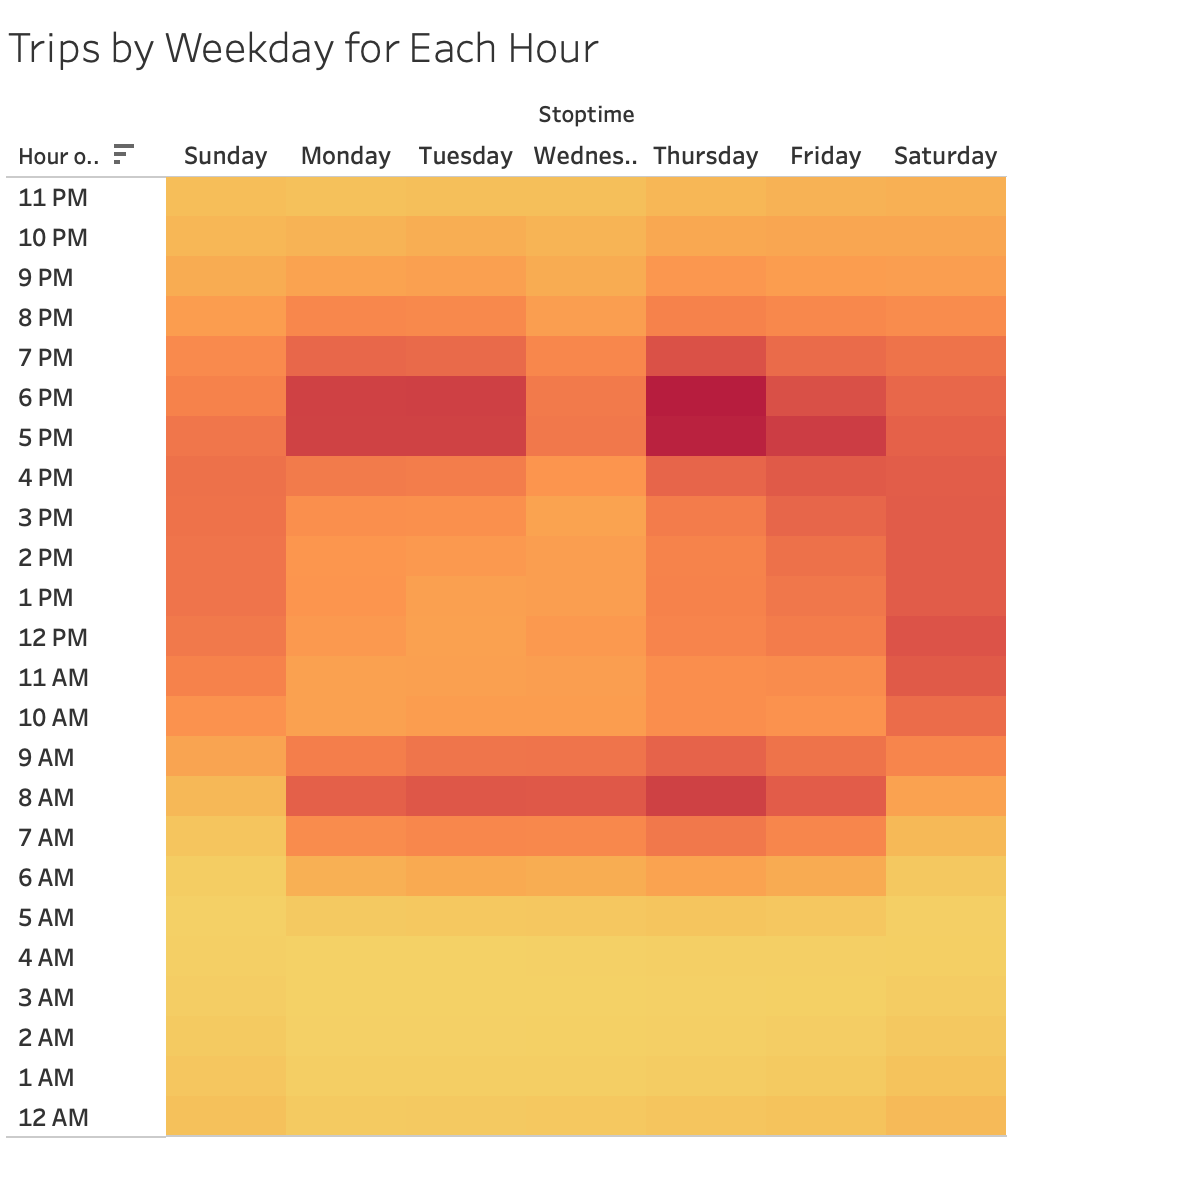 Trips by Weekday for Each Hour
Stoptime
Hour o.. Sunday Monday Tuesday Wednes.. Thursday Friday Saturday
11 PM
10 PM
9 PM
8 PM
7 PM
6 PM
5 PM
4 PM
3 PM
2 PM
1 PM
12 PM
11 AM
10 AM
9 AM
8 AM
7 AM
6 AM
5 AM
4 AM
3 AM
2 AM
1 AM
12 AM